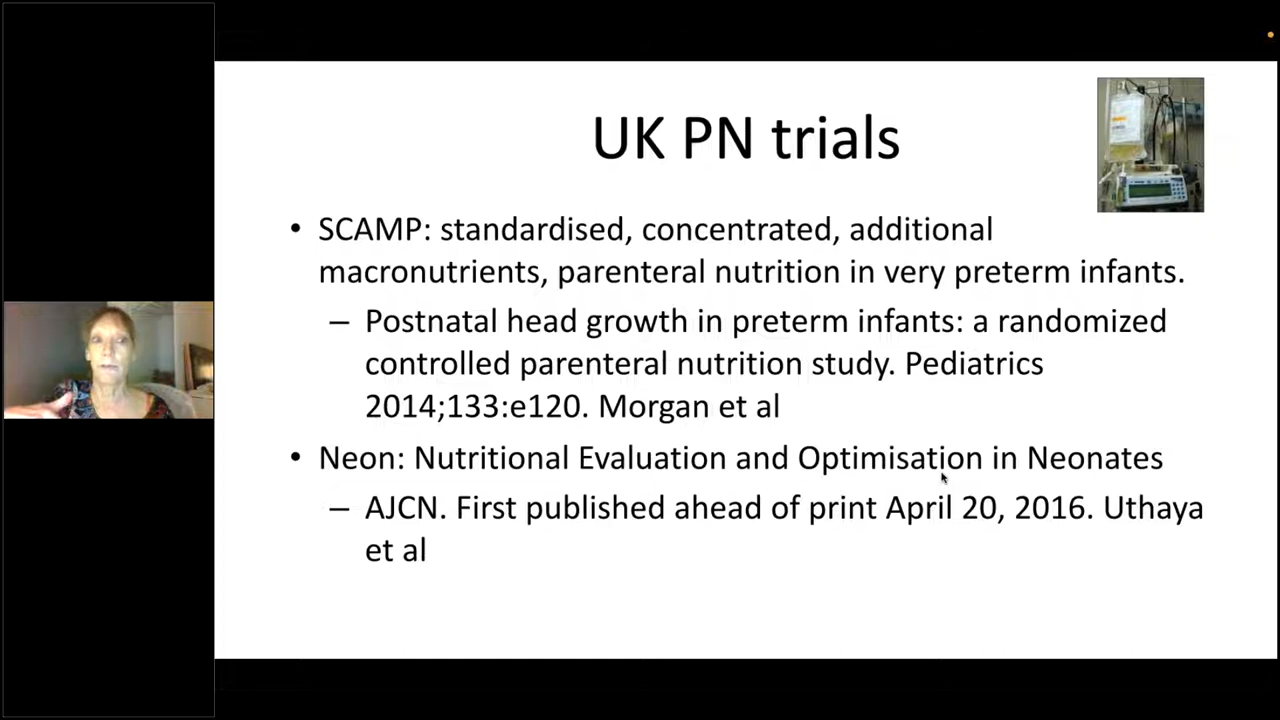 UK PN trials
• SCAMP: standardised, concentrated, additional
macronutrients, parenteral nutrition in very preterm infants.
– Postnatal head growth in preterm infants: a randomized
controlled parenteral nutrition study. Pediatrics
2014;133:e120. Morgan et al
• Neon: Nutritional Evaluation and Optimisation in Neonates
– AJCN. First published ahead of print April 20, 2016. Uthaya
et al